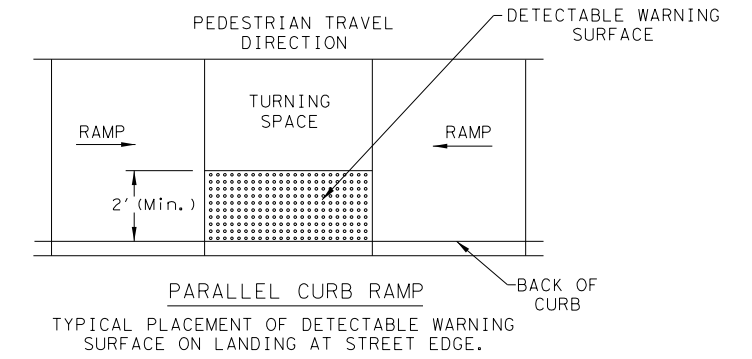 PEDESTRIAN TRAVEL
DIRECTION
DETECTABLE WARNING
SURFACE
TURNING
SPACE
RAMP
RAMP
2' (Min.)
BACK OF
CURB
PARALLEL CURB RAMP
TYPICAL PLACEMENT OF DETECTABLE WARNING
SURFACE ON LANDING AT STREET EDGE.